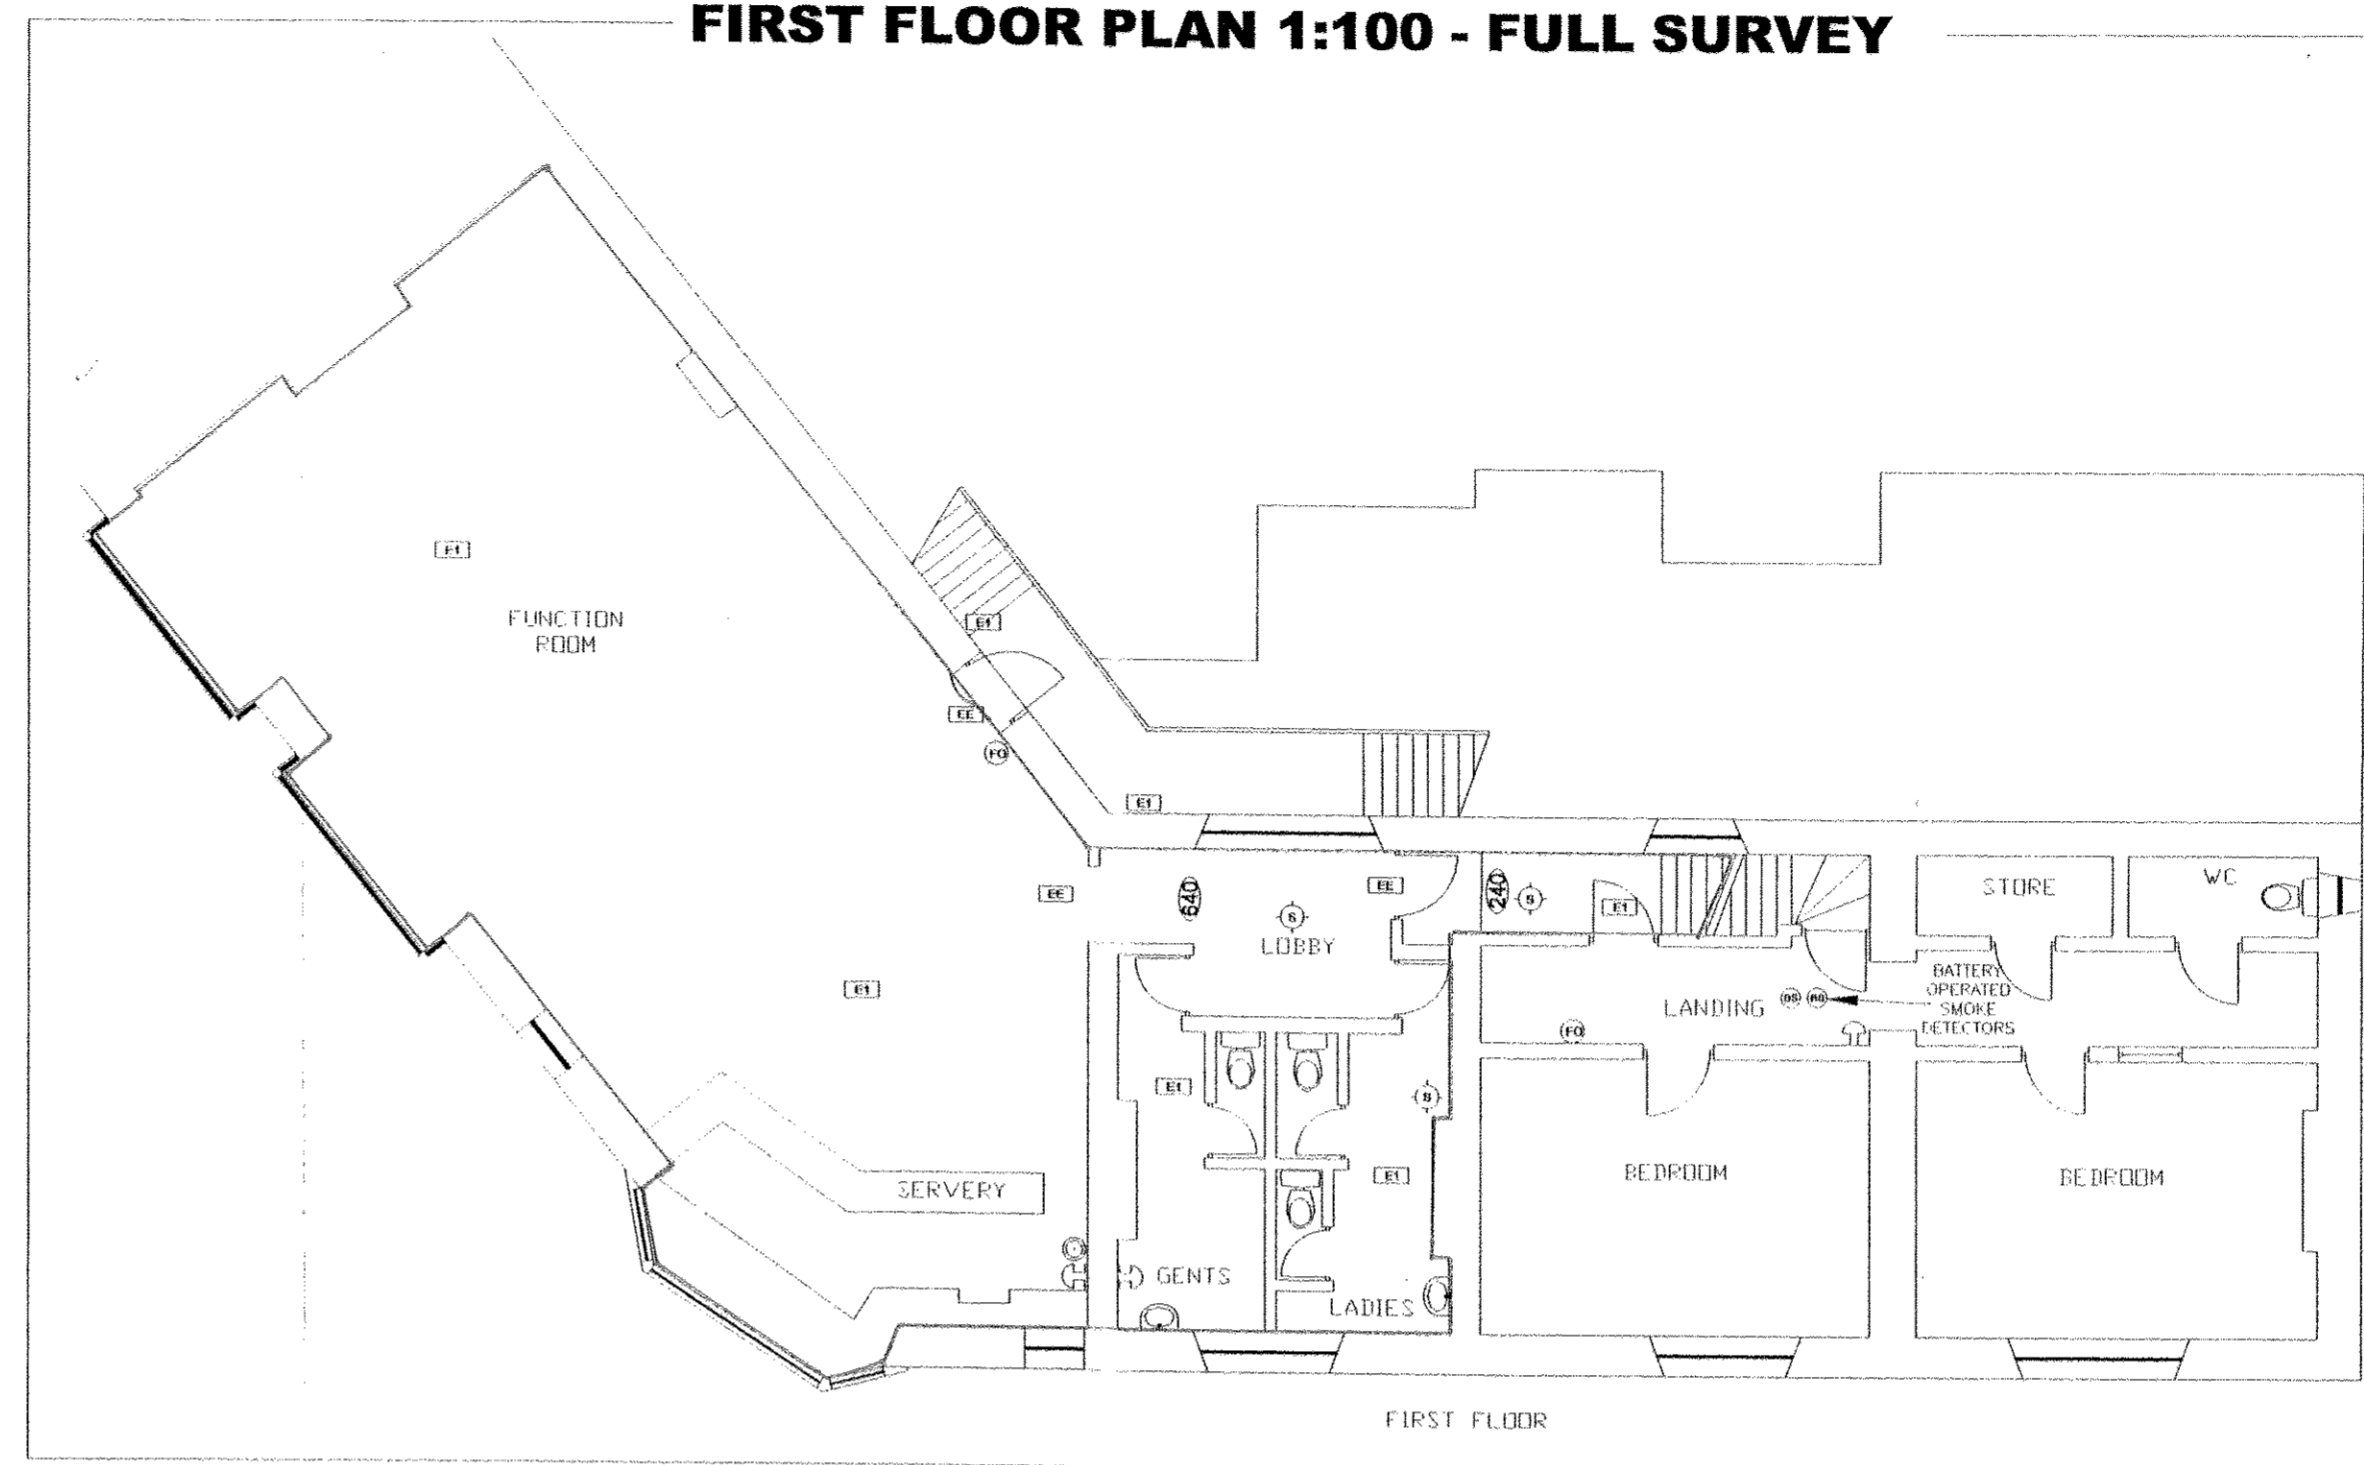 FIRST FLOOR PLAN 1:100 - FULL SURVEY
E1
FUNCTION
ROOM
E1
EE
FO
E1
EE
640
S
LOBBY
EE
240
S
E1
STORE
WC
E1
LANDING
BATTERY
OPERATED
SMOKE
DETECTORS
FO
E1
S
E1
SERVERY
BEDROOM
BEDROOM
GENTS
LADIES
FIRST FLOOR